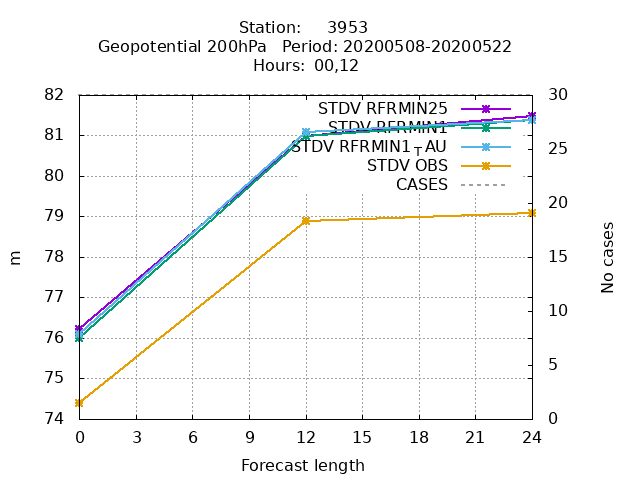 Station: 3953
Geopotential 200hPa Period: 20200508-20200522
Hours: 00,12
82
81
80
79
78
77
76
75
74
m
30
25
20
15
10
5
0
No cases
STDV RFRMIN25
STDV RFRMIN1
STDV RFRMIN1_TAU
STDV OBS
CASES
0 3 6 9 12 15 18 21 24
Forecast length